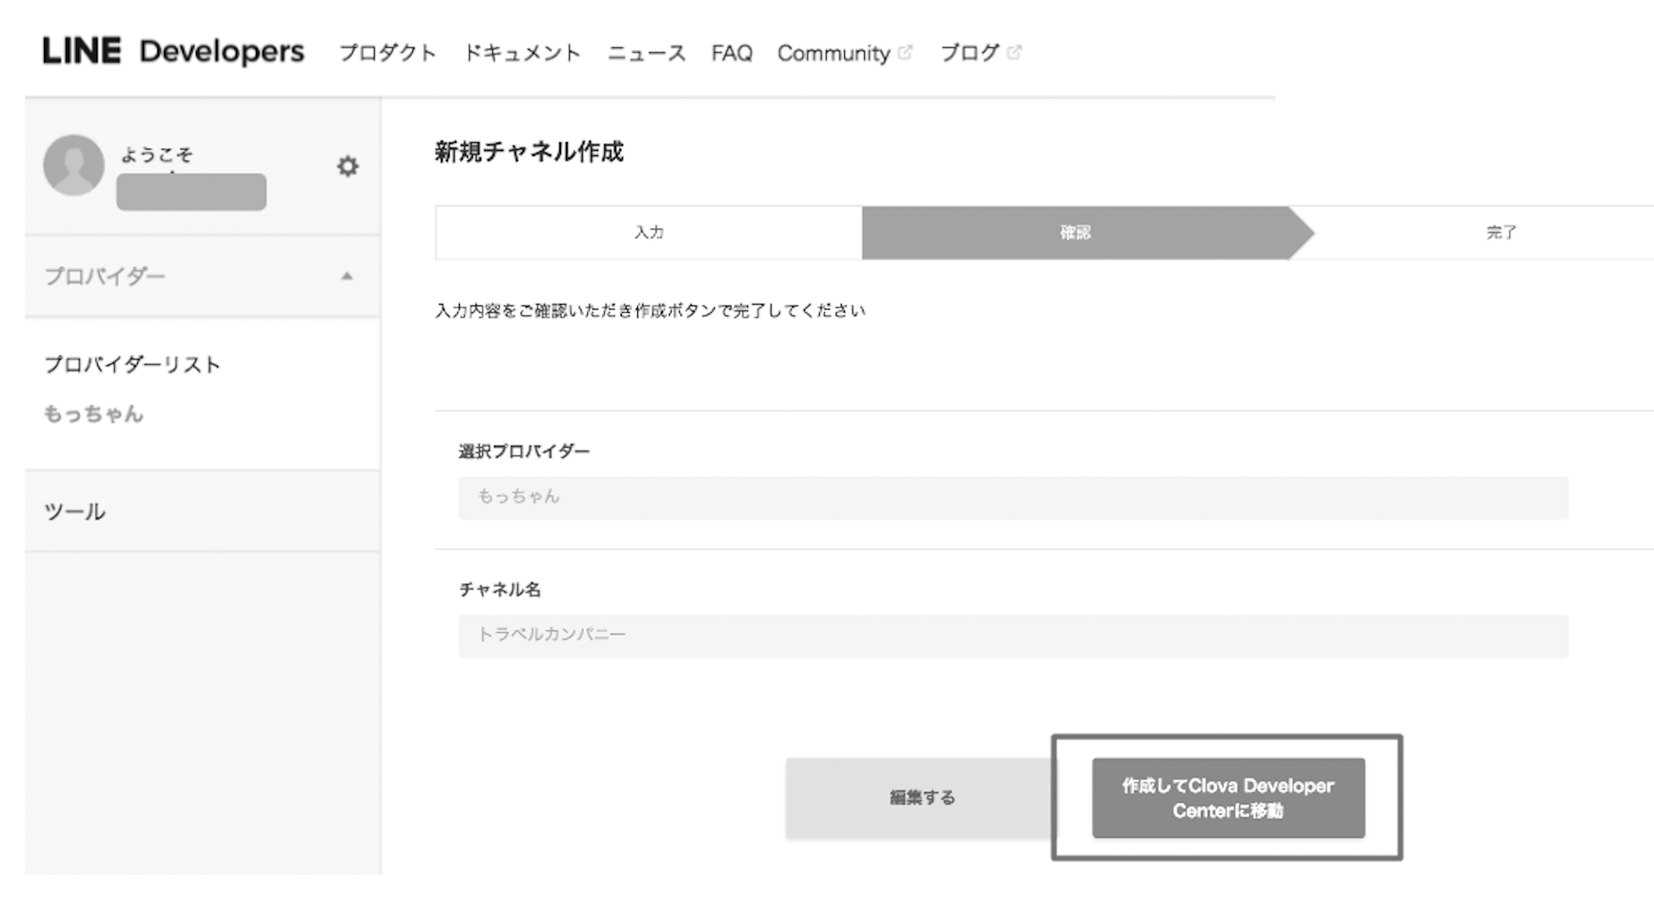 LINE Developers プロダクト ドキュメント ニュース FAQ Community ブログ
ようこそ
プロバイダー
プロバイダーリスト
もっちゃん
ツール
新規チャネル作成
入力 確認 完了
入力内容をご確認いただき作成ボタンで完了してください
選択プロバイダー
もっちゃん
チャネル名
トラベルカンパニー
編集する
作成してClova Developer
Centerに移動